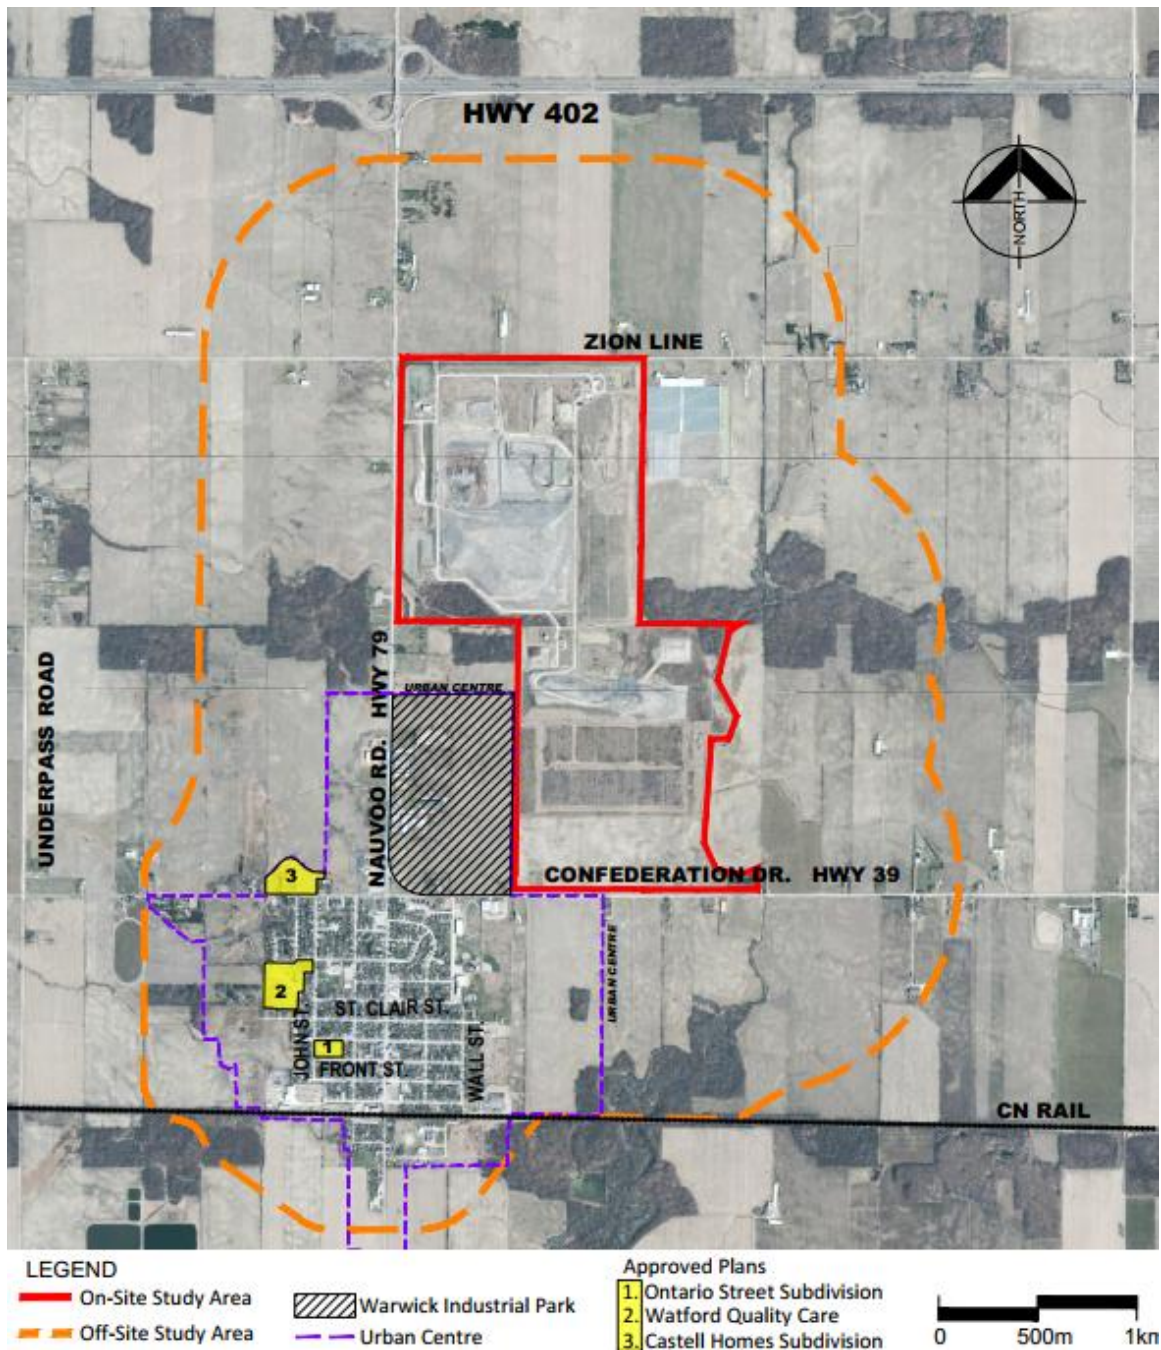 HWY 402
NORTH
ZION LINE
UNDERPASS ROAD
NAUVOO RD. HWY 79
URBAN CENTRE
3
CONFEDERATION DR. HWY 39
URBAN CENTRE
2
ST. CLAIR ST.
JOHN ST.
1
FRONT ST.
WALL ST.
CN RAIL
LEGEND
On-Site Study Area
Off-Site Study Area
Warwick Industrial Park
Urban Centre
Approved Plans
1. Ontario Street Subdivision
2. Watford Quality Care
3. Castell Homes Subdivision
0 500m 1km